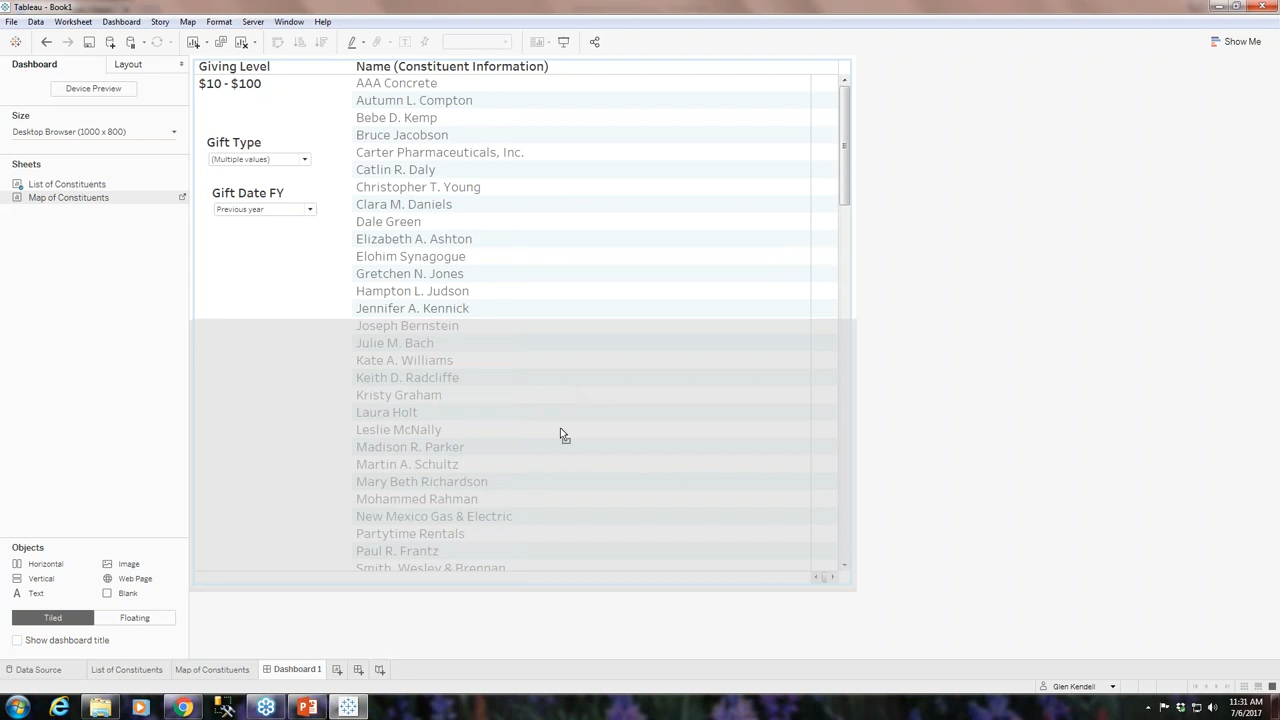 Tableau - Book1
File Data Worksheet Dashboard Story Map Format Server Window Help
Show Me
Dashboard Layout
Device Preview
Size
Desktop Browser (1000 x 800)
Sheets
List of Constituents
Map of Constituents
Objects
Horizontal Image
Vertical Web Page
A Text Blank
Tiled Floating
Show dashboard title
Giving Level Name (Constituent Information)
$10 - $100
Gift Type
(Multiple values)
Gift Date FY
Previous year
AAA Concrete
Autumn L. Compton
Bebe D. Kemp
Bruce Jacobson
Carter Pharmaceuticals, Inc.
Catlin R. Daly
Christopher T. Young
Clara M. Daniels
Dale Green
Elizabeth A. Ashton
Elohim Synagogue
Gretchen N. Jones
Hampton L. Judson
Jennifer A. Kennick
Joseph Bernstein
Julie M. Bach
Kate A. Williams
Keith D. Radcliffe
Kristy Graham
Laura Holt
Leslie McNally
Madison R. Parker
Martin A. Schultz
Mary Beth Richardson
Mohammed Rahman
New Mexico Gas & Electric
Partytime Rentals
Paul R. Frantz
Smith, Wesley & Brennan
Data Source List of Constituents Map of Constituents Dashboard 1
Glen Kendell
11:31 AM
7/6/2017